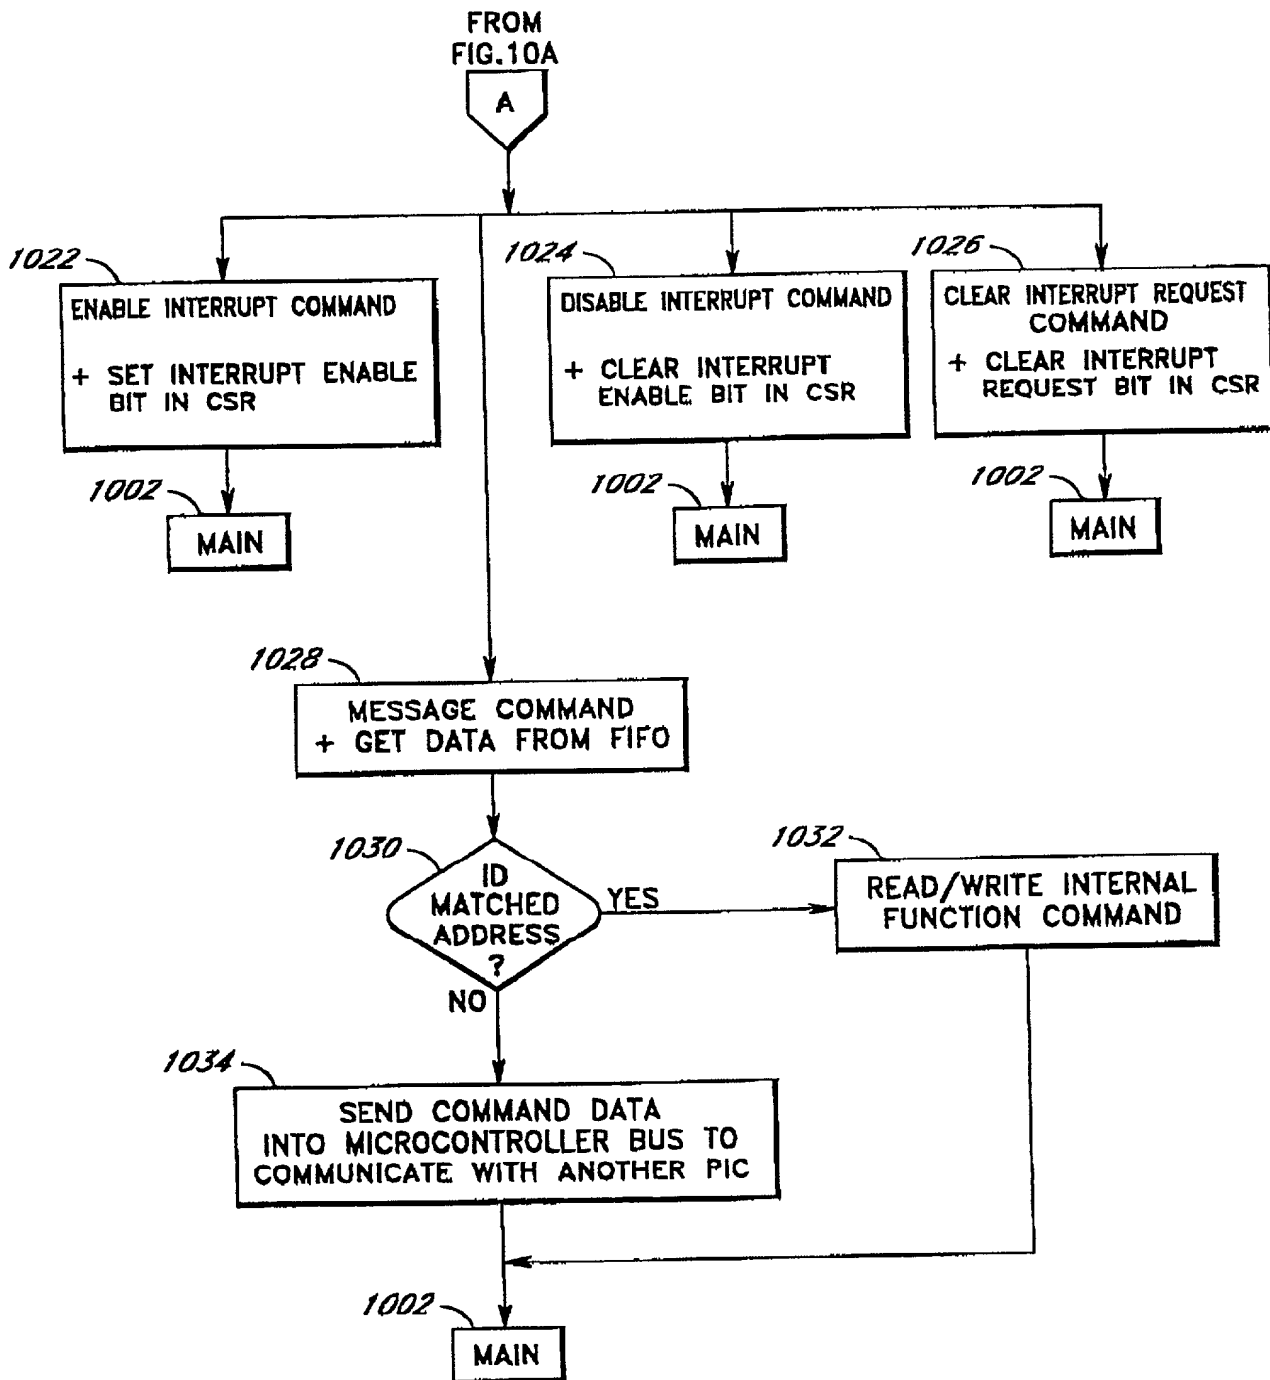 FROM
FIG.10A
A
1022
ENABLE INTERRUPT COMMAND
+ SET INTERRUPT ENABLE
BIT IN CSR
1002
MAIN
1024
DISABLE INTERRUPT COMMAND
+ CLEAR INTERRUPT
ENABLE BIT IN CSR
1002
MAIN
1026
CLEAR INTERRUPT REQUEST
COMMAND
+ CLEAR INTERRUPT
REQUEST BIT IN CSR
1002
MAIN
1028
MESSAGE COMMAND
+ GET DATA FROM FIFO
1030
ID
MATCHED
ADDRESS
?
YES
NO
1032
READ/WRITE INTERNAL
FUNCTION COMMAND
1034
SEND COMMAND DATA
INTO MICROCONTROLLER BUS TO
COMMUNICATE WITH ANOTHER PIC
1002
MAIN